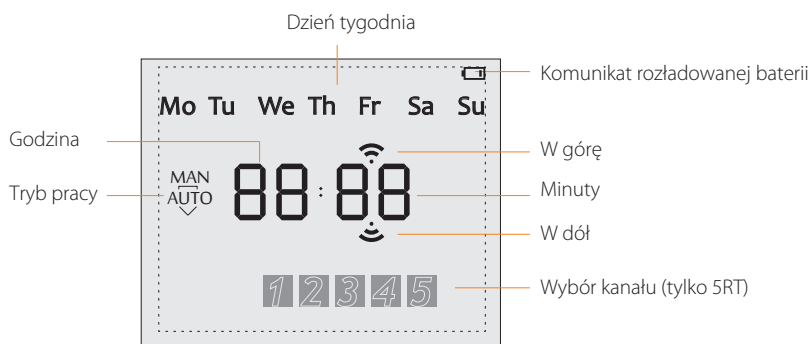 Dzień tygodnia
Komunikat rozładowanej baterii
Mo Tu We Th Fr Sa Su
Godzina
W górę
MAN
Tryb pracy
AUTO
88:88
Minuty
W dół
1 2 3 4 5
Wybór kanału (tylko 5RT)